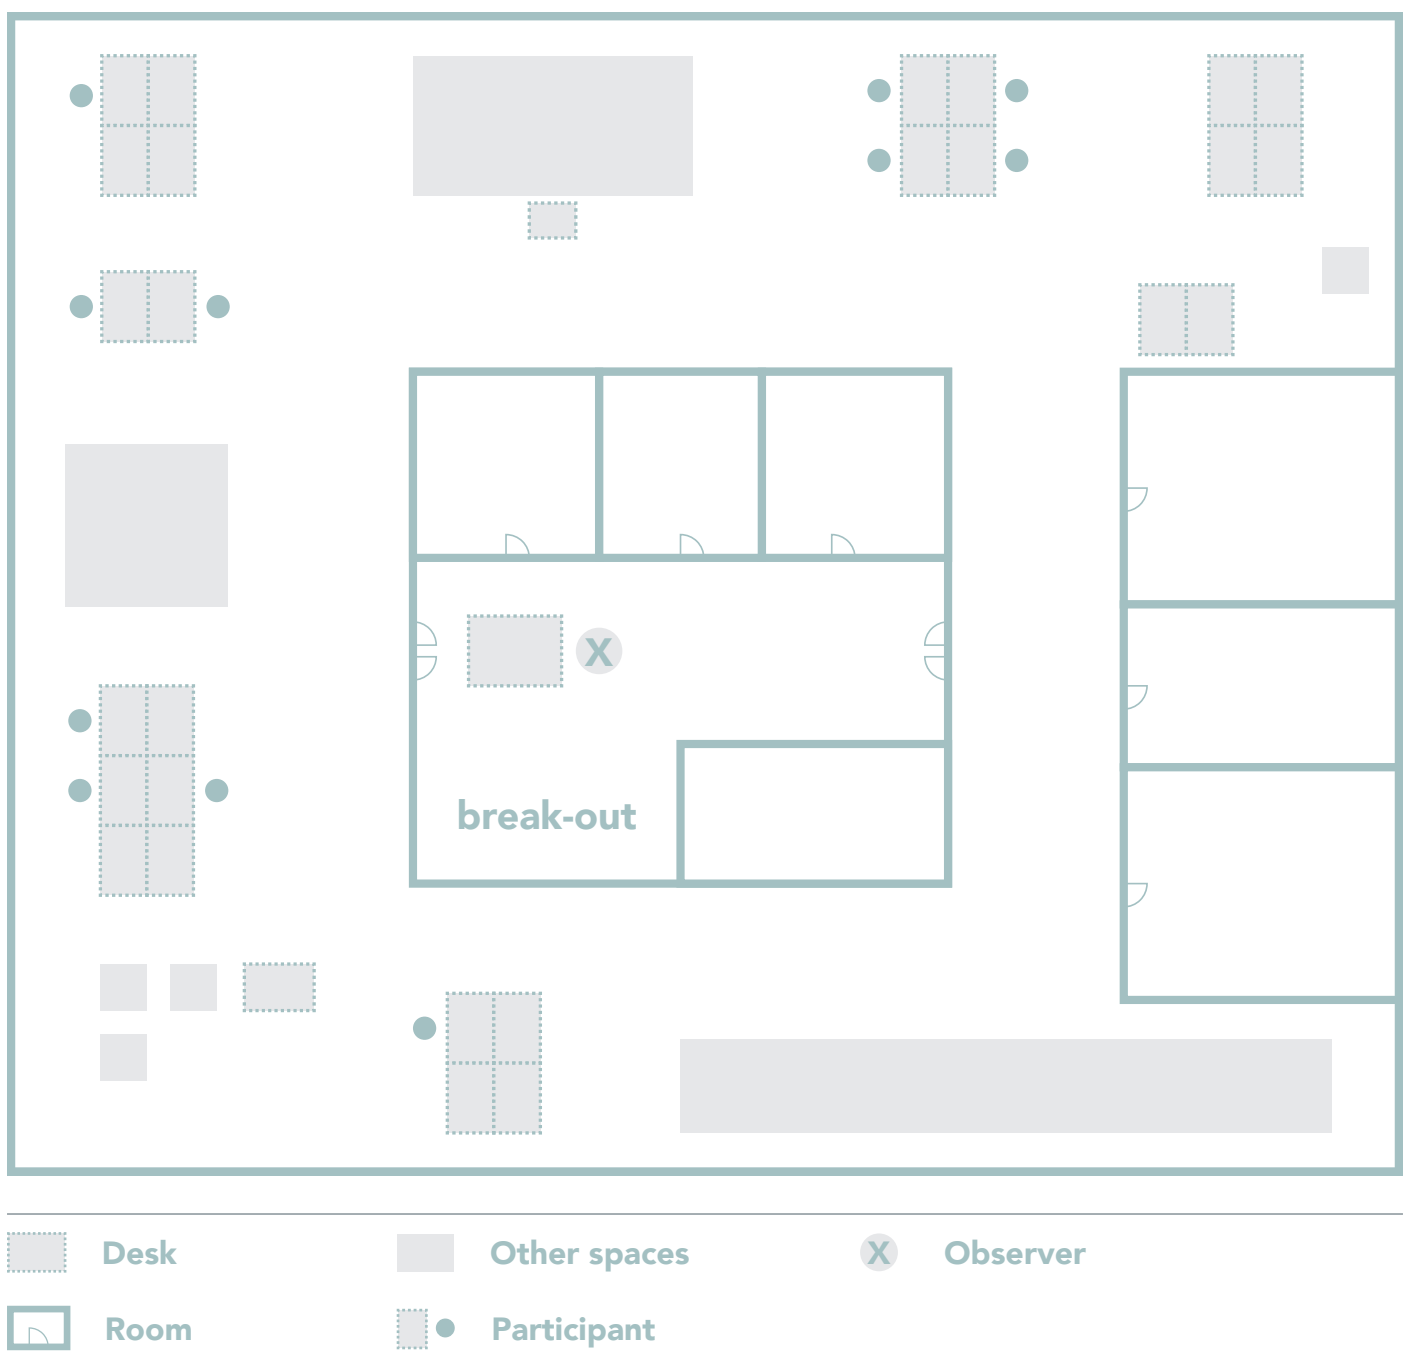 X
break-out
Desk
Other spaces
X
Observer
Room
Participant